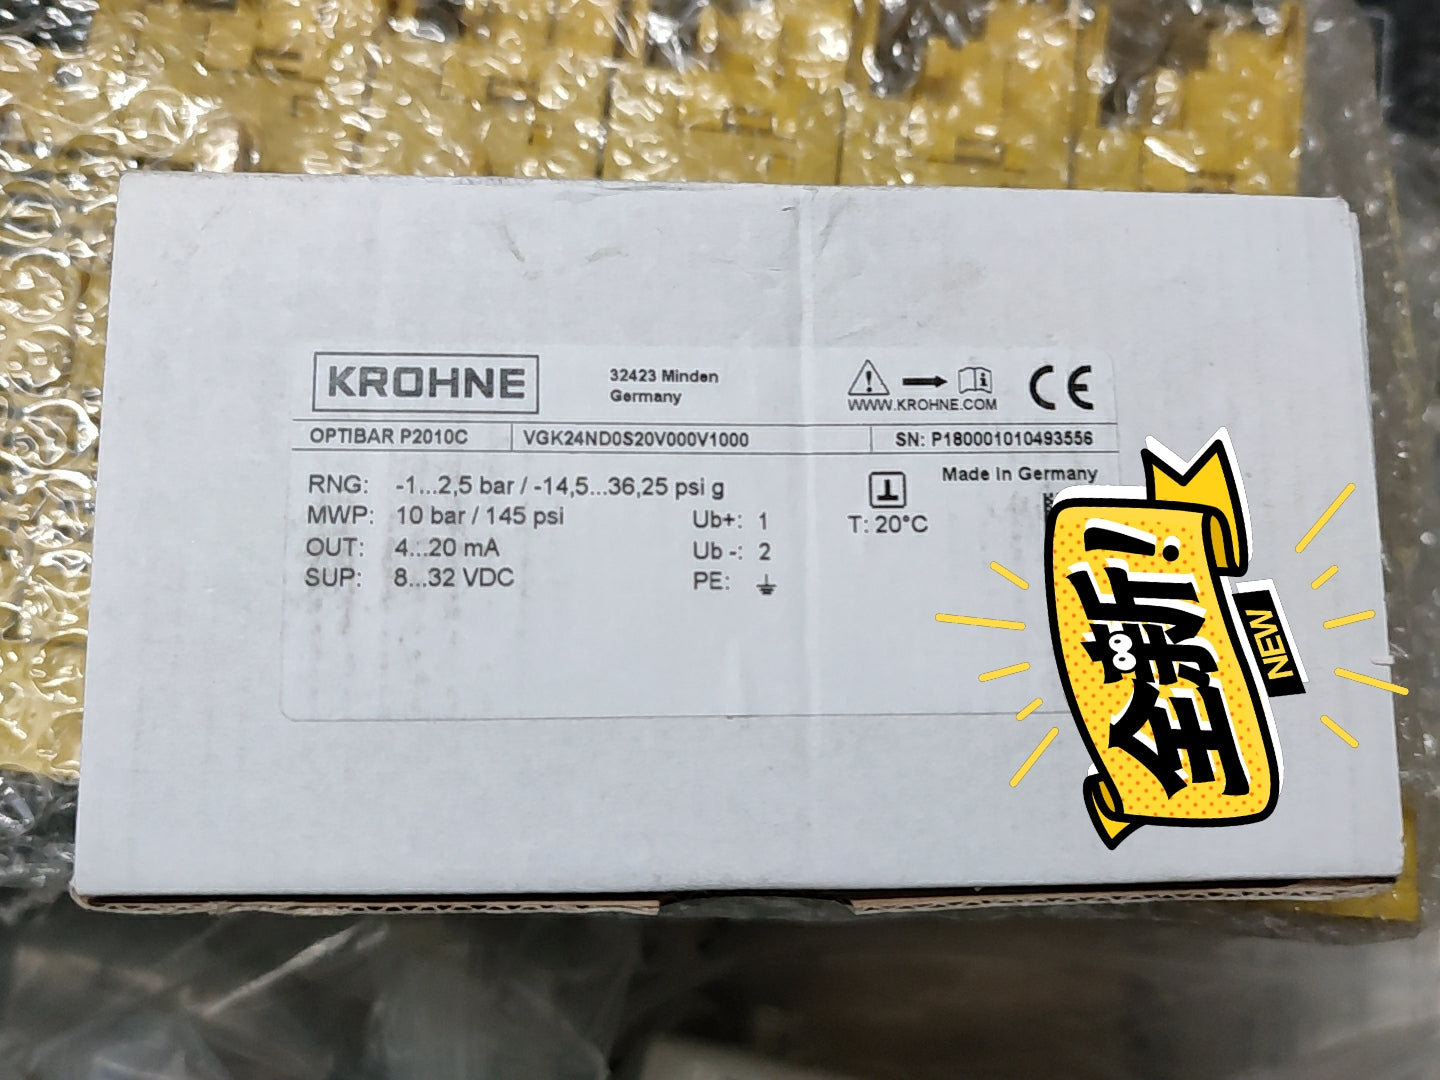 KROHNE
32423 Minden
Germany
WWW.KROHNE.COM
CE
OPTIBAR P2010C
VGK24ND0S20V000V1000
SN: P180001010493556
Made in Germany
RNG: -1...2,5 bar / -14,5...36,25 psi g
MWP: 10 bar / 145 psi
Ub+: 1
T: 20°C
OUT: 4...20 mA
Ub -: 2
SUP: 8...32 VDC
PE:
全新!
NEW